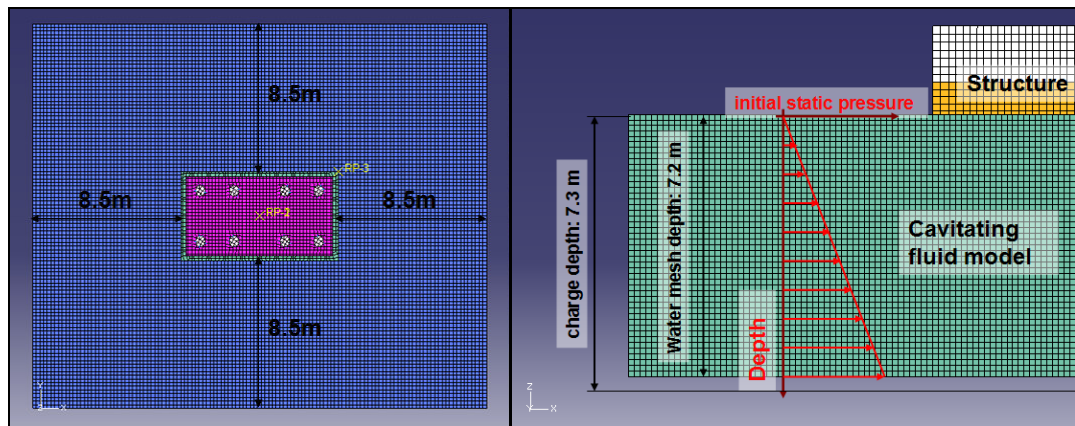 8.5m
RP-3
8.5m
RP-2
8.5m
8.5m
Y
Z X
Structure
initial static pressure
charge depth: 7.3 m
Water mesh depth: 7.2 m
Cavitating
fluid model
Depth
Z
Y X